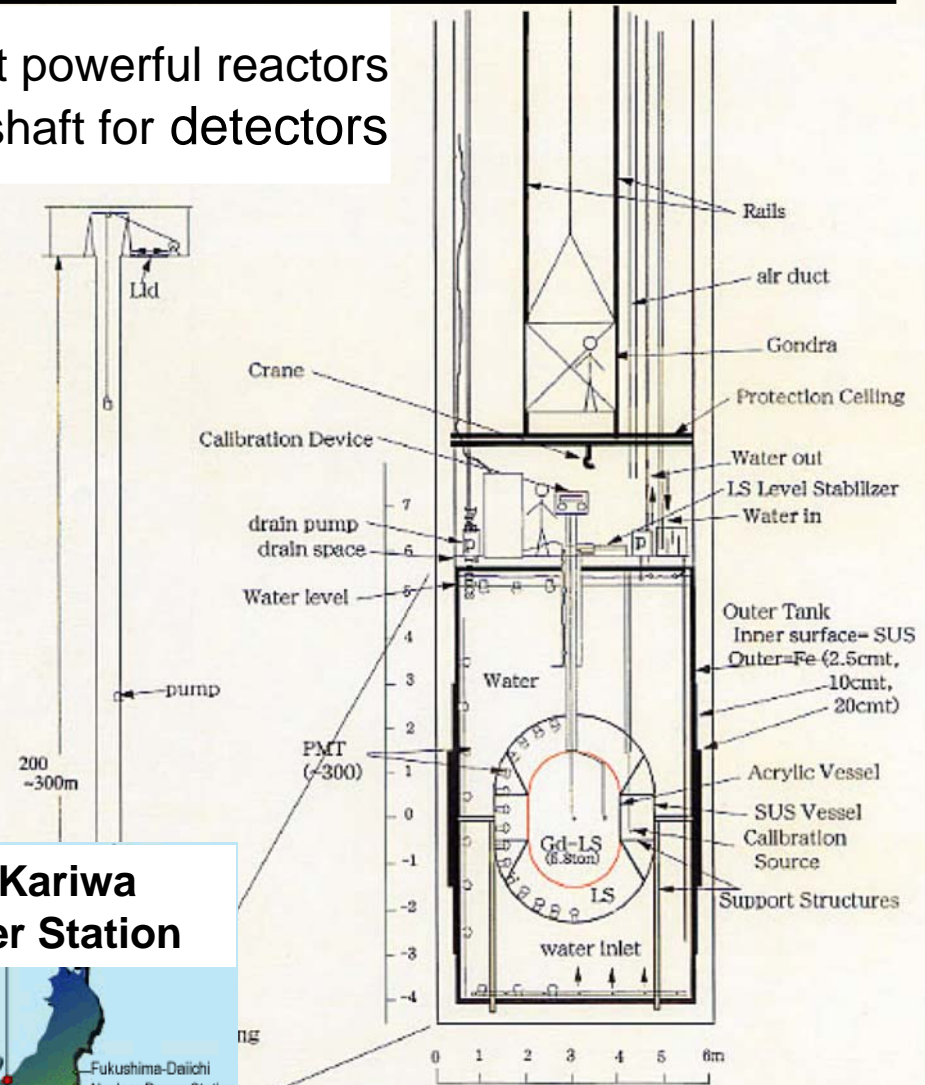 t powerful reactors
shaft for detectors
Lid
pump
200
~300m
Kariwa
er Station
Fukushima-Daiichi
ng
Rails
air duct
Gondra
Crane
Protection Ceiling
Calibration Device
Water out
LS Level Stabilizer
Water in
drain pump
drain space
Water level
P
P
Outer Tank
Inner surface= SUS
Outer=Fe (2.5cmt,
10cmt,
20cmt)
Water
PMT
(~300)
Acrylic Vessel
SUS Vessel
Calibration
Source
Gd-LS
(5.8ton)
LS
Support Structures
water inlet
7
6
5
4
3
2
1
0
-1
-2
-3
-4
0 1 2 3 4 5 6m